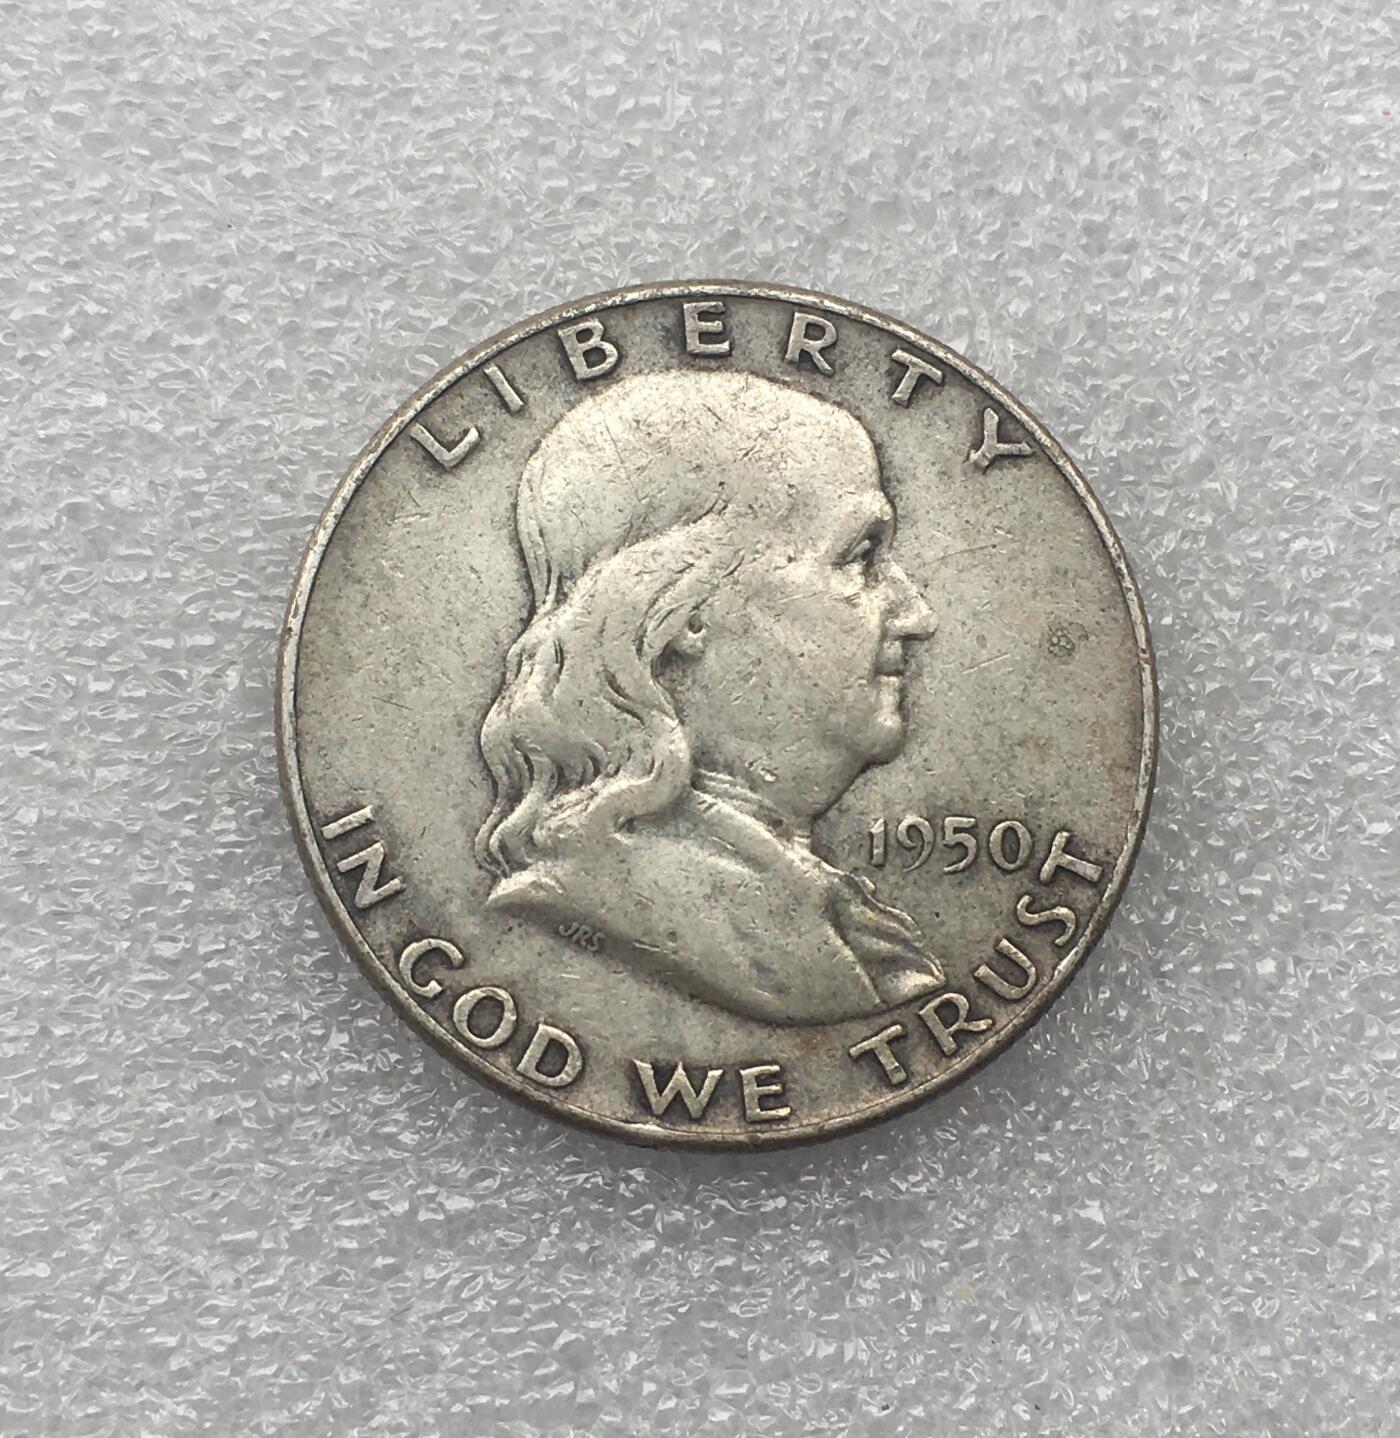 LIBERTY
1950
JRS
IN GOD WE TRUST